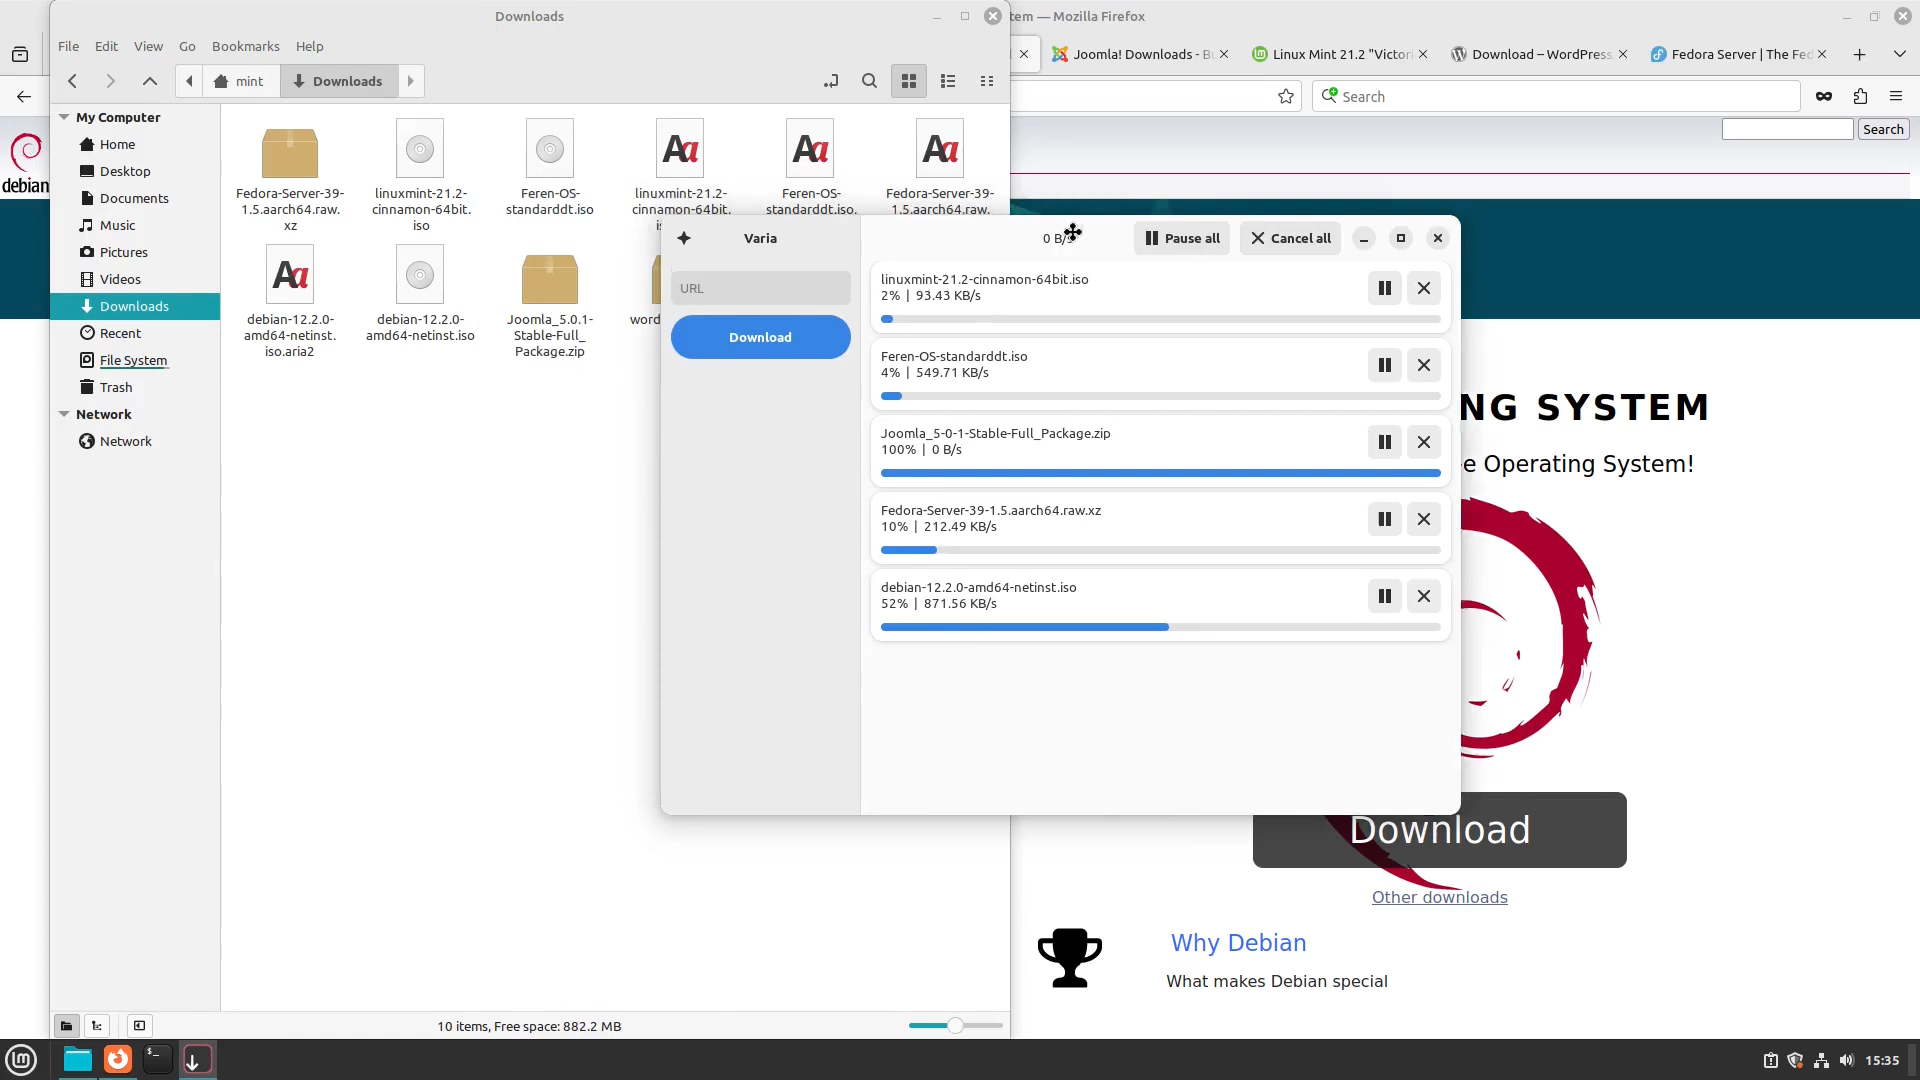 Downloads
tem — Mozilla Firefox
File Edit View Go Bookmarks Help
Joomla! Downloads - Bu
Linux Mint 21.2 "Victori
Download – WordPress.
Fedora Server | The Fed
mint
Downloads
Search
Search
debian
My Computer
Home
Desktop
Documents
Music
Pictures
Videos
Downloads
Recent
File System
Trash
Network
Network
Fedora-Server-39-
1.5.aarch64.raw.
xz
linuxmint-21.2-
cinnamon-64bit.
iso
Feren-OS-
standarddt.iso
linuxmint-21.2-
cinnamon-64bit.
Feren-OS-
standarddt.iso.
Fedora-Server-39-
1.5.aarch64.raw.
debian-12.2.0-
amd64-netinst.
iso.aria2
debian-12.2.0-
amd64-netinst.iso
Joomla_5.0.1-
Stable-Full_
Package.zip
word
Varia
URL
Download
0 B/s
Pause all
Cancel all
linuxmint-21.2-cinnamon-64bit.iso
2% | 93.43 KB/s
Feren-OS-standarddt.iso
4% | 549.71 KB/s
Joomla_5-0-1-Stable-Full_Package.zip
100% | 0 B/s
Fedora-Server-39-1.5.aarch64.raw.xz
10% | 212.49 KB/s
debian-12.2.0-amd64-netinst.iso
52% | 871.56 KB/s
NG SYSTEM
e Operating System!
Download
Other downloads
Why Debian
What makes Debian special
10 items, Free space: 882.2 MB
15:35